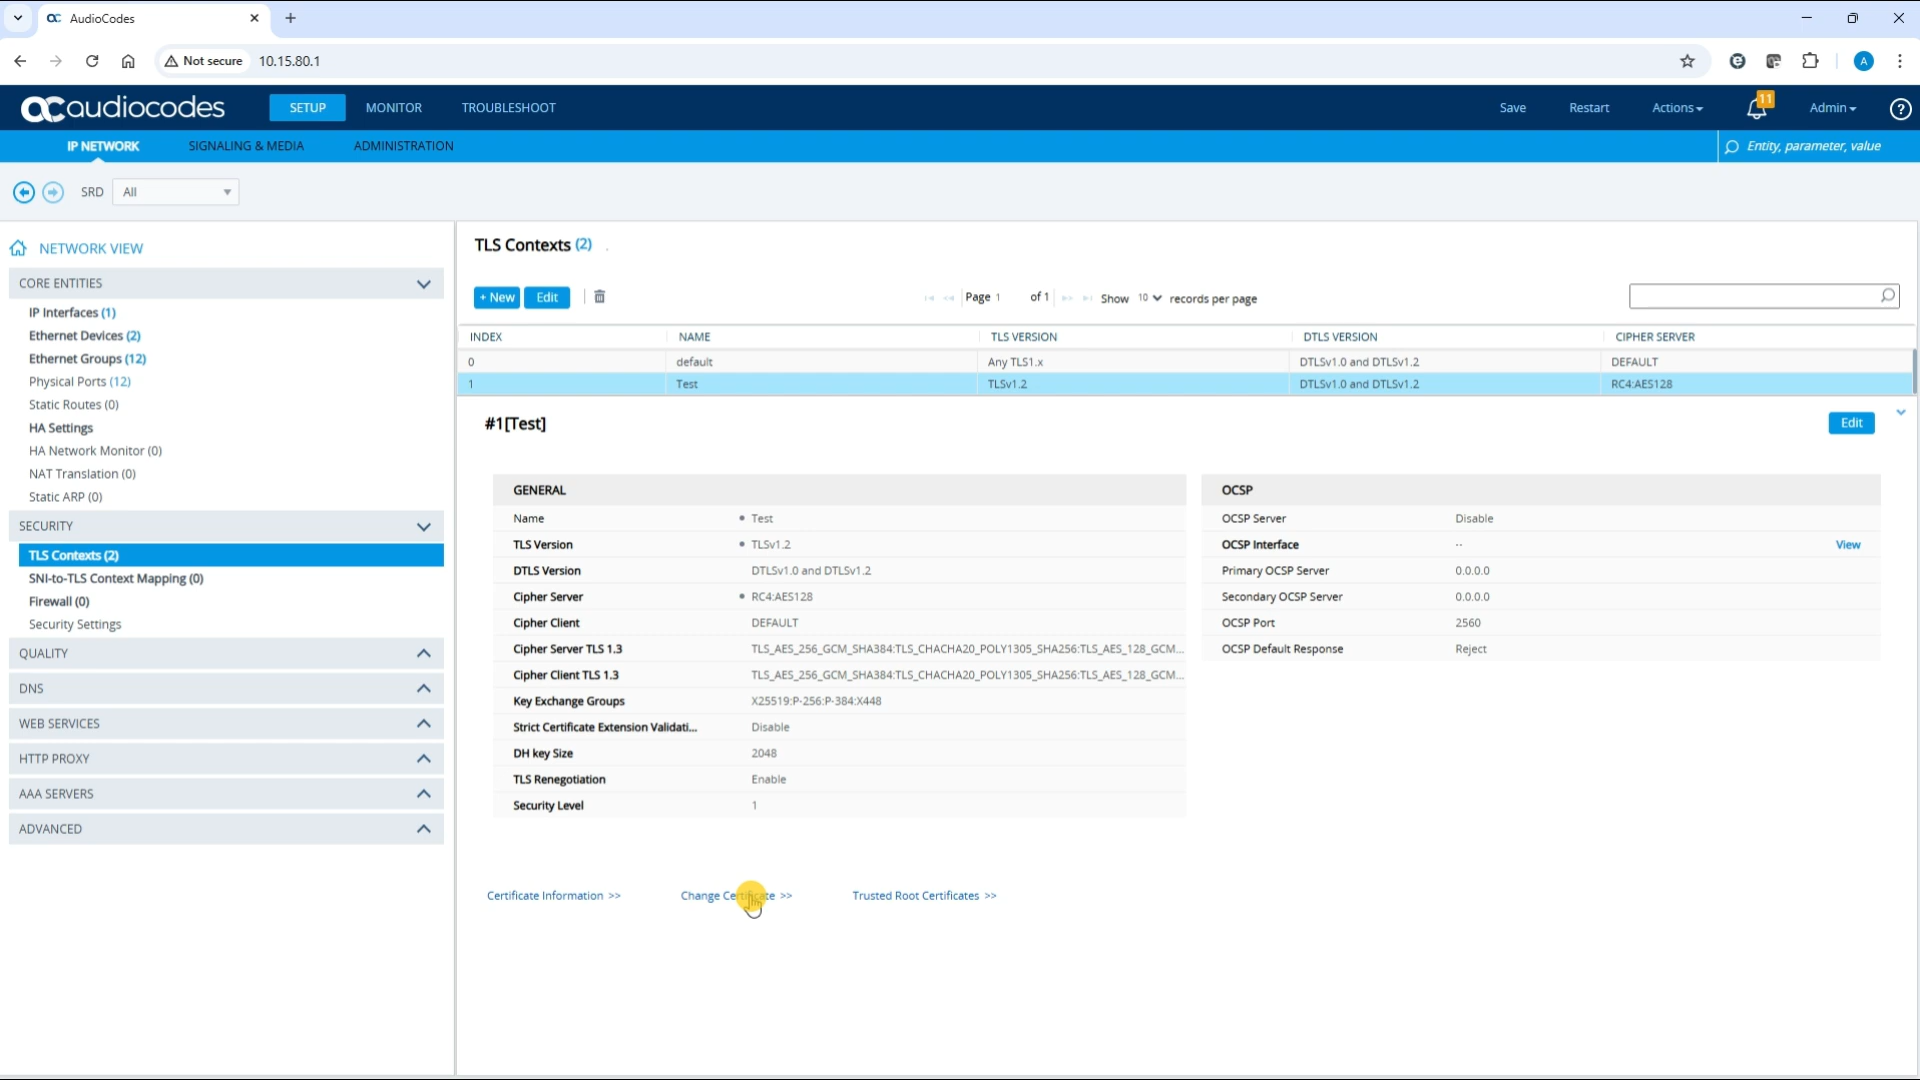 AudioCodes
Not secure 10.15.80.1
audiocodes SETUP MONITOR TROUBLESHOOT Save Restart Actions 11 Admin ?
IP NETWORK SIGNALING & MEDIA ADMINISTRATION Entity, parameter, value
SRD All
NETWORK VIEW
CORE ENTITIES
IP Interfaces (1)
Ethernet Devices (2)
Ethernet Groups (12)
Physical Ports (12)
Static Routes (0)
HA Settings
HA Network Monitor (0)
NAT Translation (0)
Static ARP (0)
SECURITY
TLS Contexts (2)
SNI-to-TLS Context Mapping (0)
Firewall (0)
Security Settings
QUALITY
DNS
WEB SERVICES
HTTP PROXY
AAA SERVERS
ADVANCED
TLS Contexts (2)
+ New Edit Page 1 of 1 Show 10 records per page
INDEX NAME TLS VERSION DTLS VERSION CIPHER SERVER
0 default Any TLS1.x DTLSv1.0 and DTLSv1.2 DEFAULT
1 Test TLSv1.2 DTLSv1.0 and DTLSv1.2 RC4:AES128
#1[Test] Edit
GENERAL
Name • Test
TLS Version • TLSv1.2
DTLS Version DTLSv1.0 and DTLSv1.2
Cipher Server • RC4:AES128
Cipher Client DEFAULT
Cipher Server TLS 1.3 TLS_AES_256_GCM_SHA384:TLS_CHACHA20_POLY1305_SHA256:TLS_AES_128_GCM...
Cipher Client TLS 1.3 TLS_AES_256_GCM_SHA384:TLS_CHACHA20_POLY1305_SHA256:TLS_AES_128_GCM...
Key Exchange Groups X25519:P-256:P-384:X448
Strict Certificate Extension Validati... Disable
DH key Size 2048
TLS Renegotiation Enable
Security Level 1
OCSP
OCSP Server Disable
OCSP Interface -- View
Primary OCSP Server 0.0.0.0
Secondary OCSP Server 0.0.0.0
OCSP Port 2560
OCSP Default Response Reject
Certificate Information >> Change Certificate >> Trusted Root Certificates >>